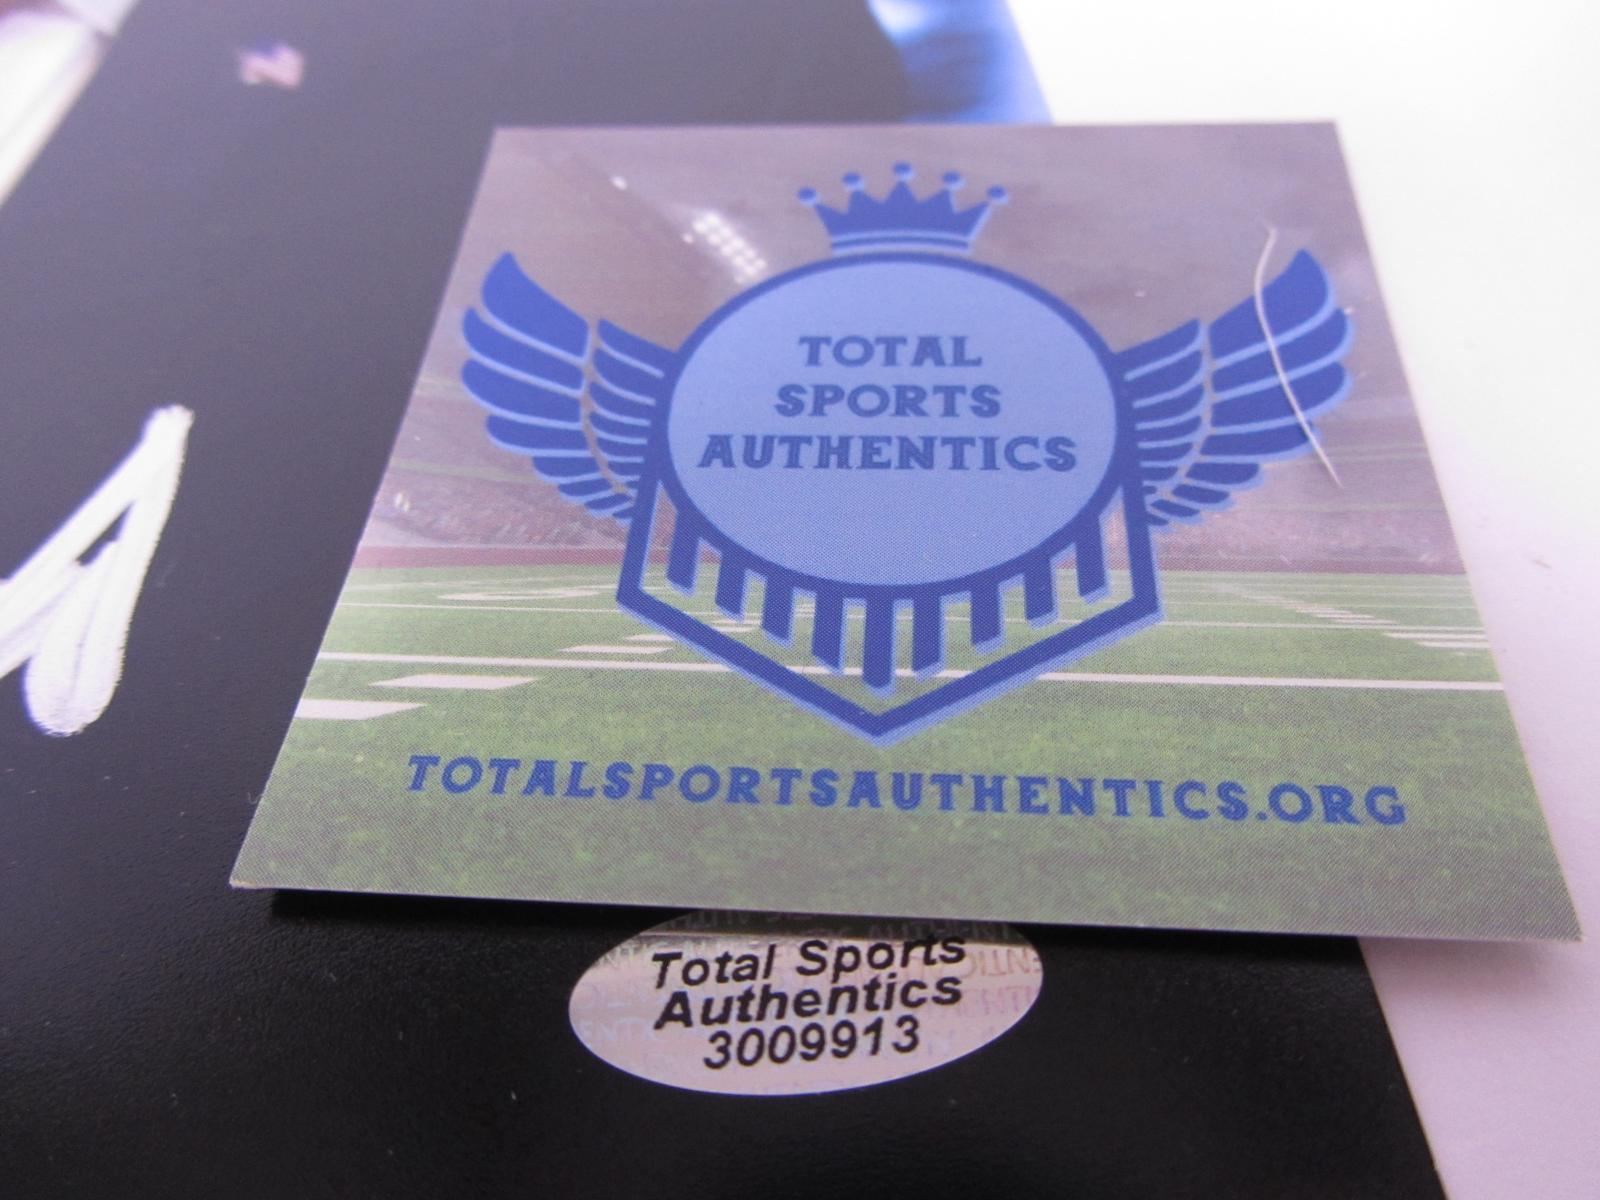 TOTAL
SPORTS
AUTHENTICS
TOTALSPORTSAUTHENTICS.ORG
Total Sports
Authentics
3009913